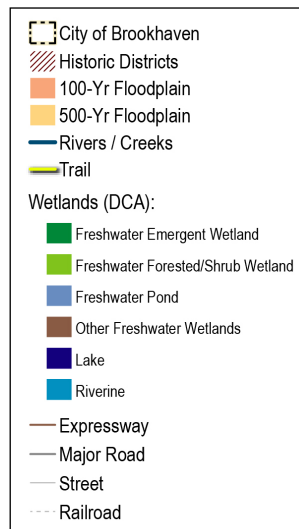 City of Brookhaven
Historic Districts
100-Yr Floodplain
500-Yr Floodplain
Rivers / Creeks
Trail
Wetlands (DCA):
Freshwater Emergent Wetland
Freshwater Forested/Shrub Wetland
Freshwater Pond
Other Freshwater Wetlands
Lake
Riverine
Expressway
Major Road
Street
Railroad